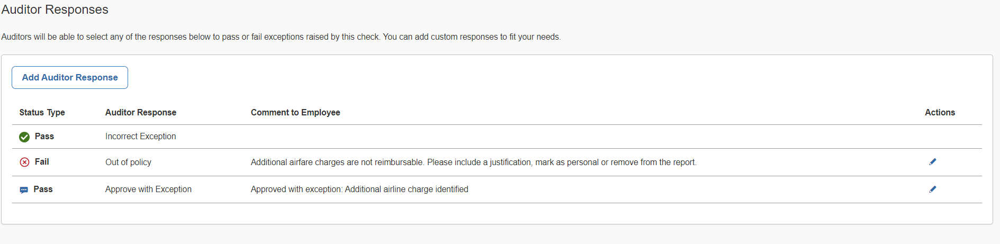 Auditor Responses
Auditors will be able to select any of the responses below to pass or fail exceptions raised by this check. You can add custom responses to fit your needs.
Add Auditor Response
Status Type Auditor Response Comment to Employee Actions
Pass Incorrect Exception
Fail Out of policy Additional airfare charges are not reimbursable. Please include a justification, mark as personal or remove from the report.
Pass Approve with Exception Approved with exception: Additional airline charge identified